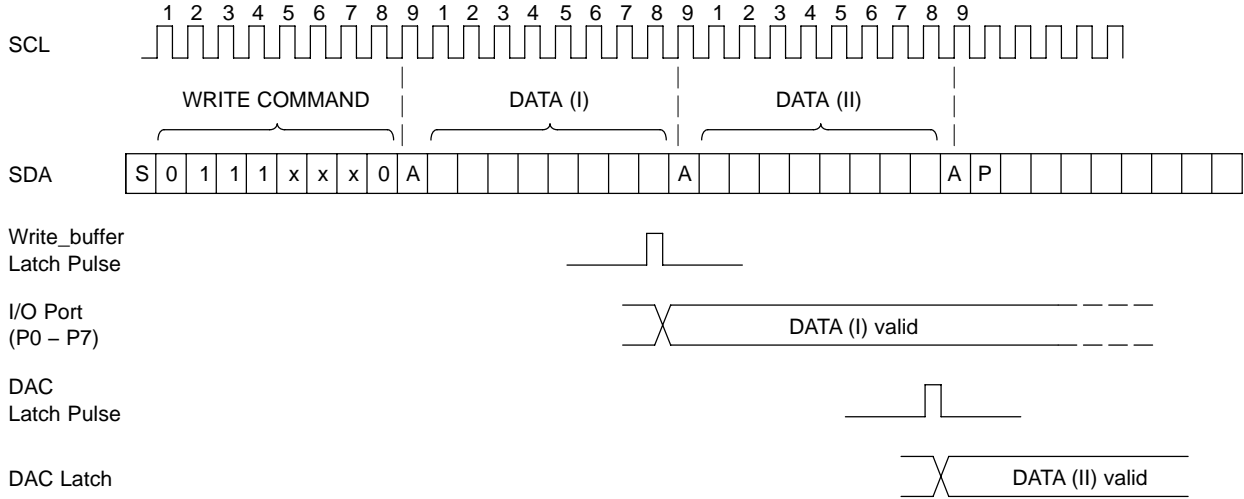 1 2 3 4 5 6 7 8 9 1 2 3 4 5 6 7 8 9 1 2 3 4 5 6 7 8 9
SCL
WRITE COMMAND DATA (I) DATA (II)
SDA S 0 1 1 1 x x x 0 A A A P
Write_buffer
Latch Pulse
I/O Port
(P0 – P7)
DATA (I) valid
DAC
Latch Pulse
DAC Latch DATA (II) valid